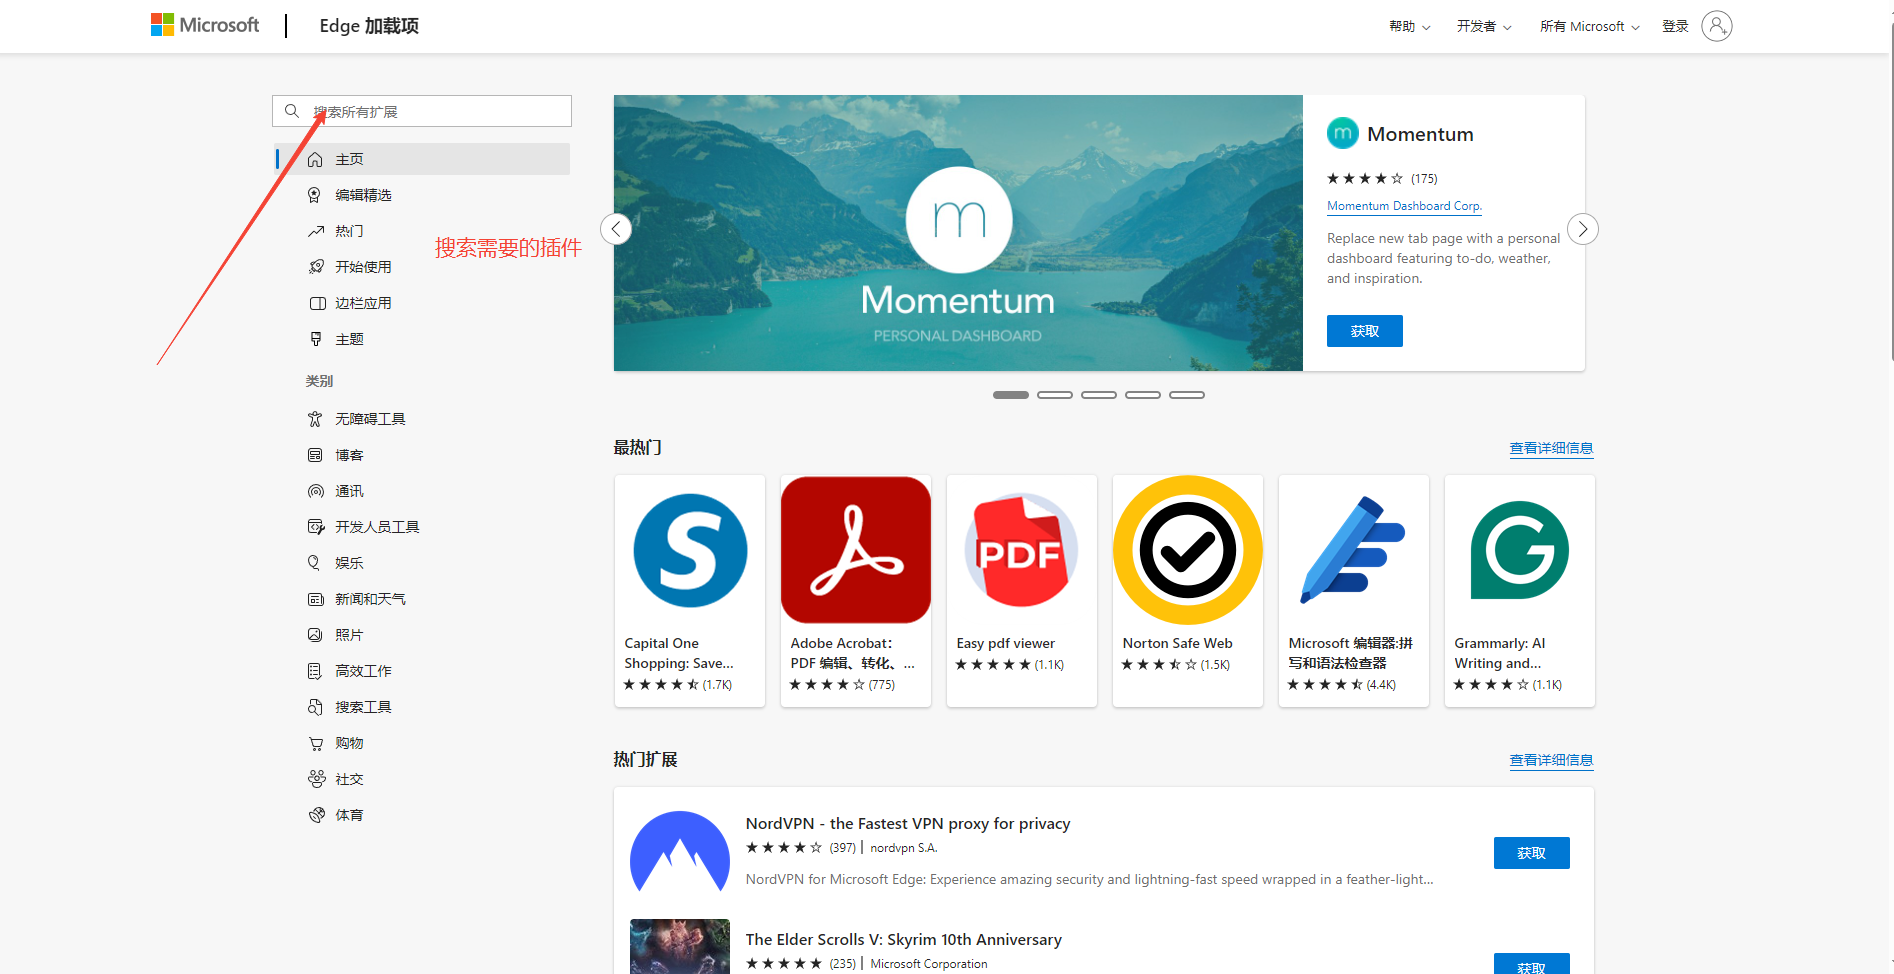 Microsoft
Edge 加载项
帮助
开发者
所有 Microsoft
登录
搜索所有扩展
主页
编辑精选
热门
开始使用
边栏应用
主题
搜索需要的插件
类别
无障碍工具
博客
通讯
开发人员工具
娱乐
新闻和天气
照片
高效工作
搜索工具
购物
社交
体育
m
Momentum
PERSONAL DASHBOARD
m
Momentum
(175)
Momentum Dashboard Corp.
Replace new tab page with a personal
dashboard featuring to-do, weather,
and inspiration.
获取
最热门
查看详细信息
S
Capital One
Shopping: Save...
(1.7K)
Adobe Acrobat：
PDF 编辑、转化、...
(775)
PDF
Easy pdf viewer
(1.1K)
Norton Safe Web
(1.5K)
Microsoft 编辑器:拼
写和语法检查器
(4.4K)
G
Grammarly: AI
Writing and...
(1.1K)
热门扩展
查看详细信息
NordVPN - the Fastest VPN proxy for privacy
(397) | nordvpn S.A.
NordVPN for Microsoft Edge: Experience amazing security and lightning-fast speed wrapped in a feather-light...
获取
The Elder Scrolls V: Skyrim 10th Anniversary
(235) | Microsoft Corporation
获取